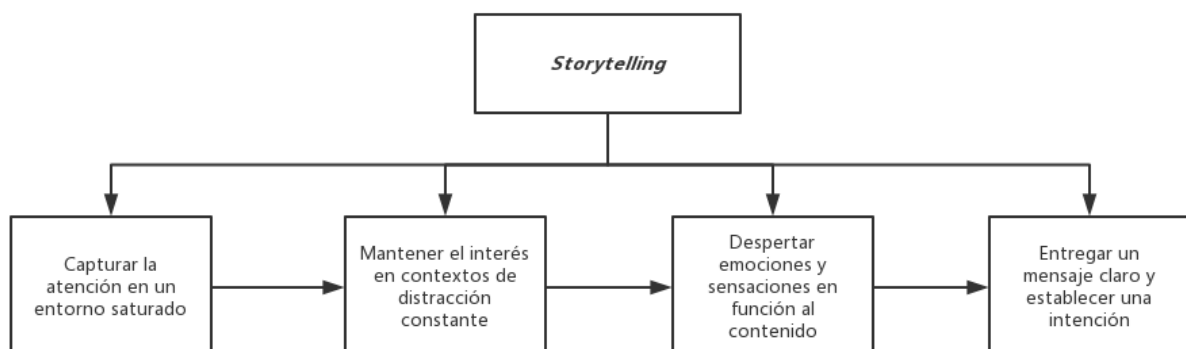 Storytelling
Capturar la
atención en un
entorno saturado
Mantener el interés
en contextos de
distracción
constante
Despertar
emociones y
sensaciones en
función al
contenido
Entregar un
mensaje claro y
establecer una
intención